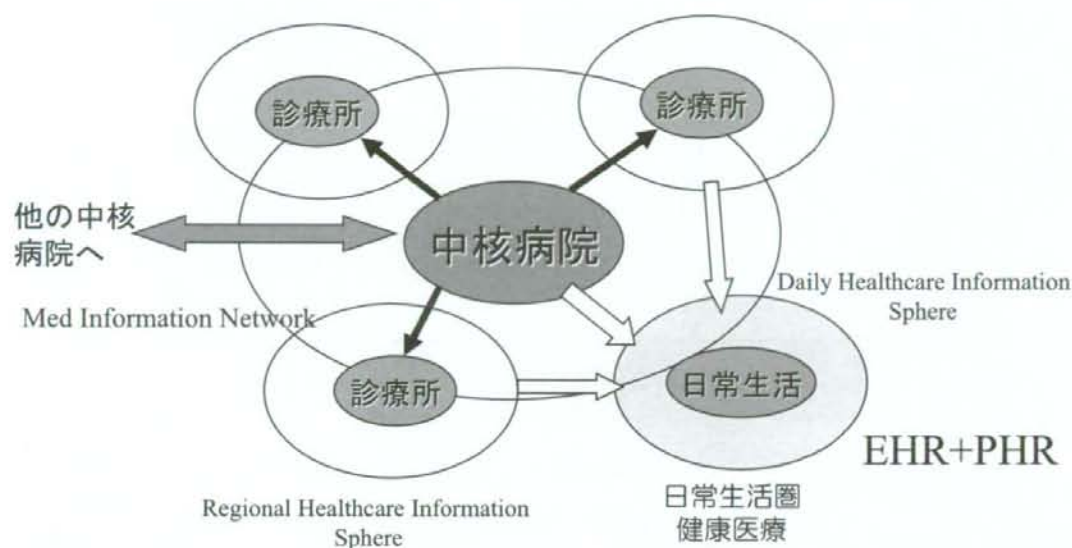 診療所
診療所
他の中核
病院へ
中核病院
Med Information Network
Daily Healthcare Information
Sphere
診療所
日常生活
EHR+PHR
Regional Healthcare Information
Sphere
日常生活圏
健康医療